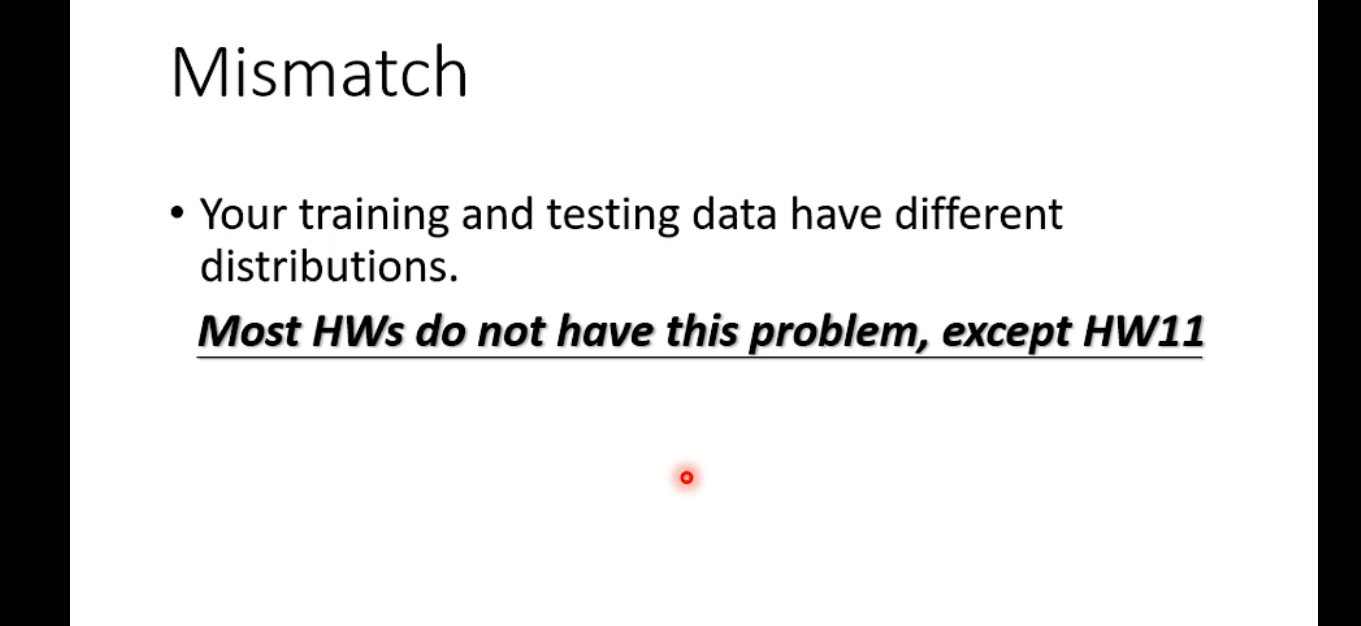 Mismatch
• Your training and testing data have different
distributions.
Most HWs do not have this problem, except HW11